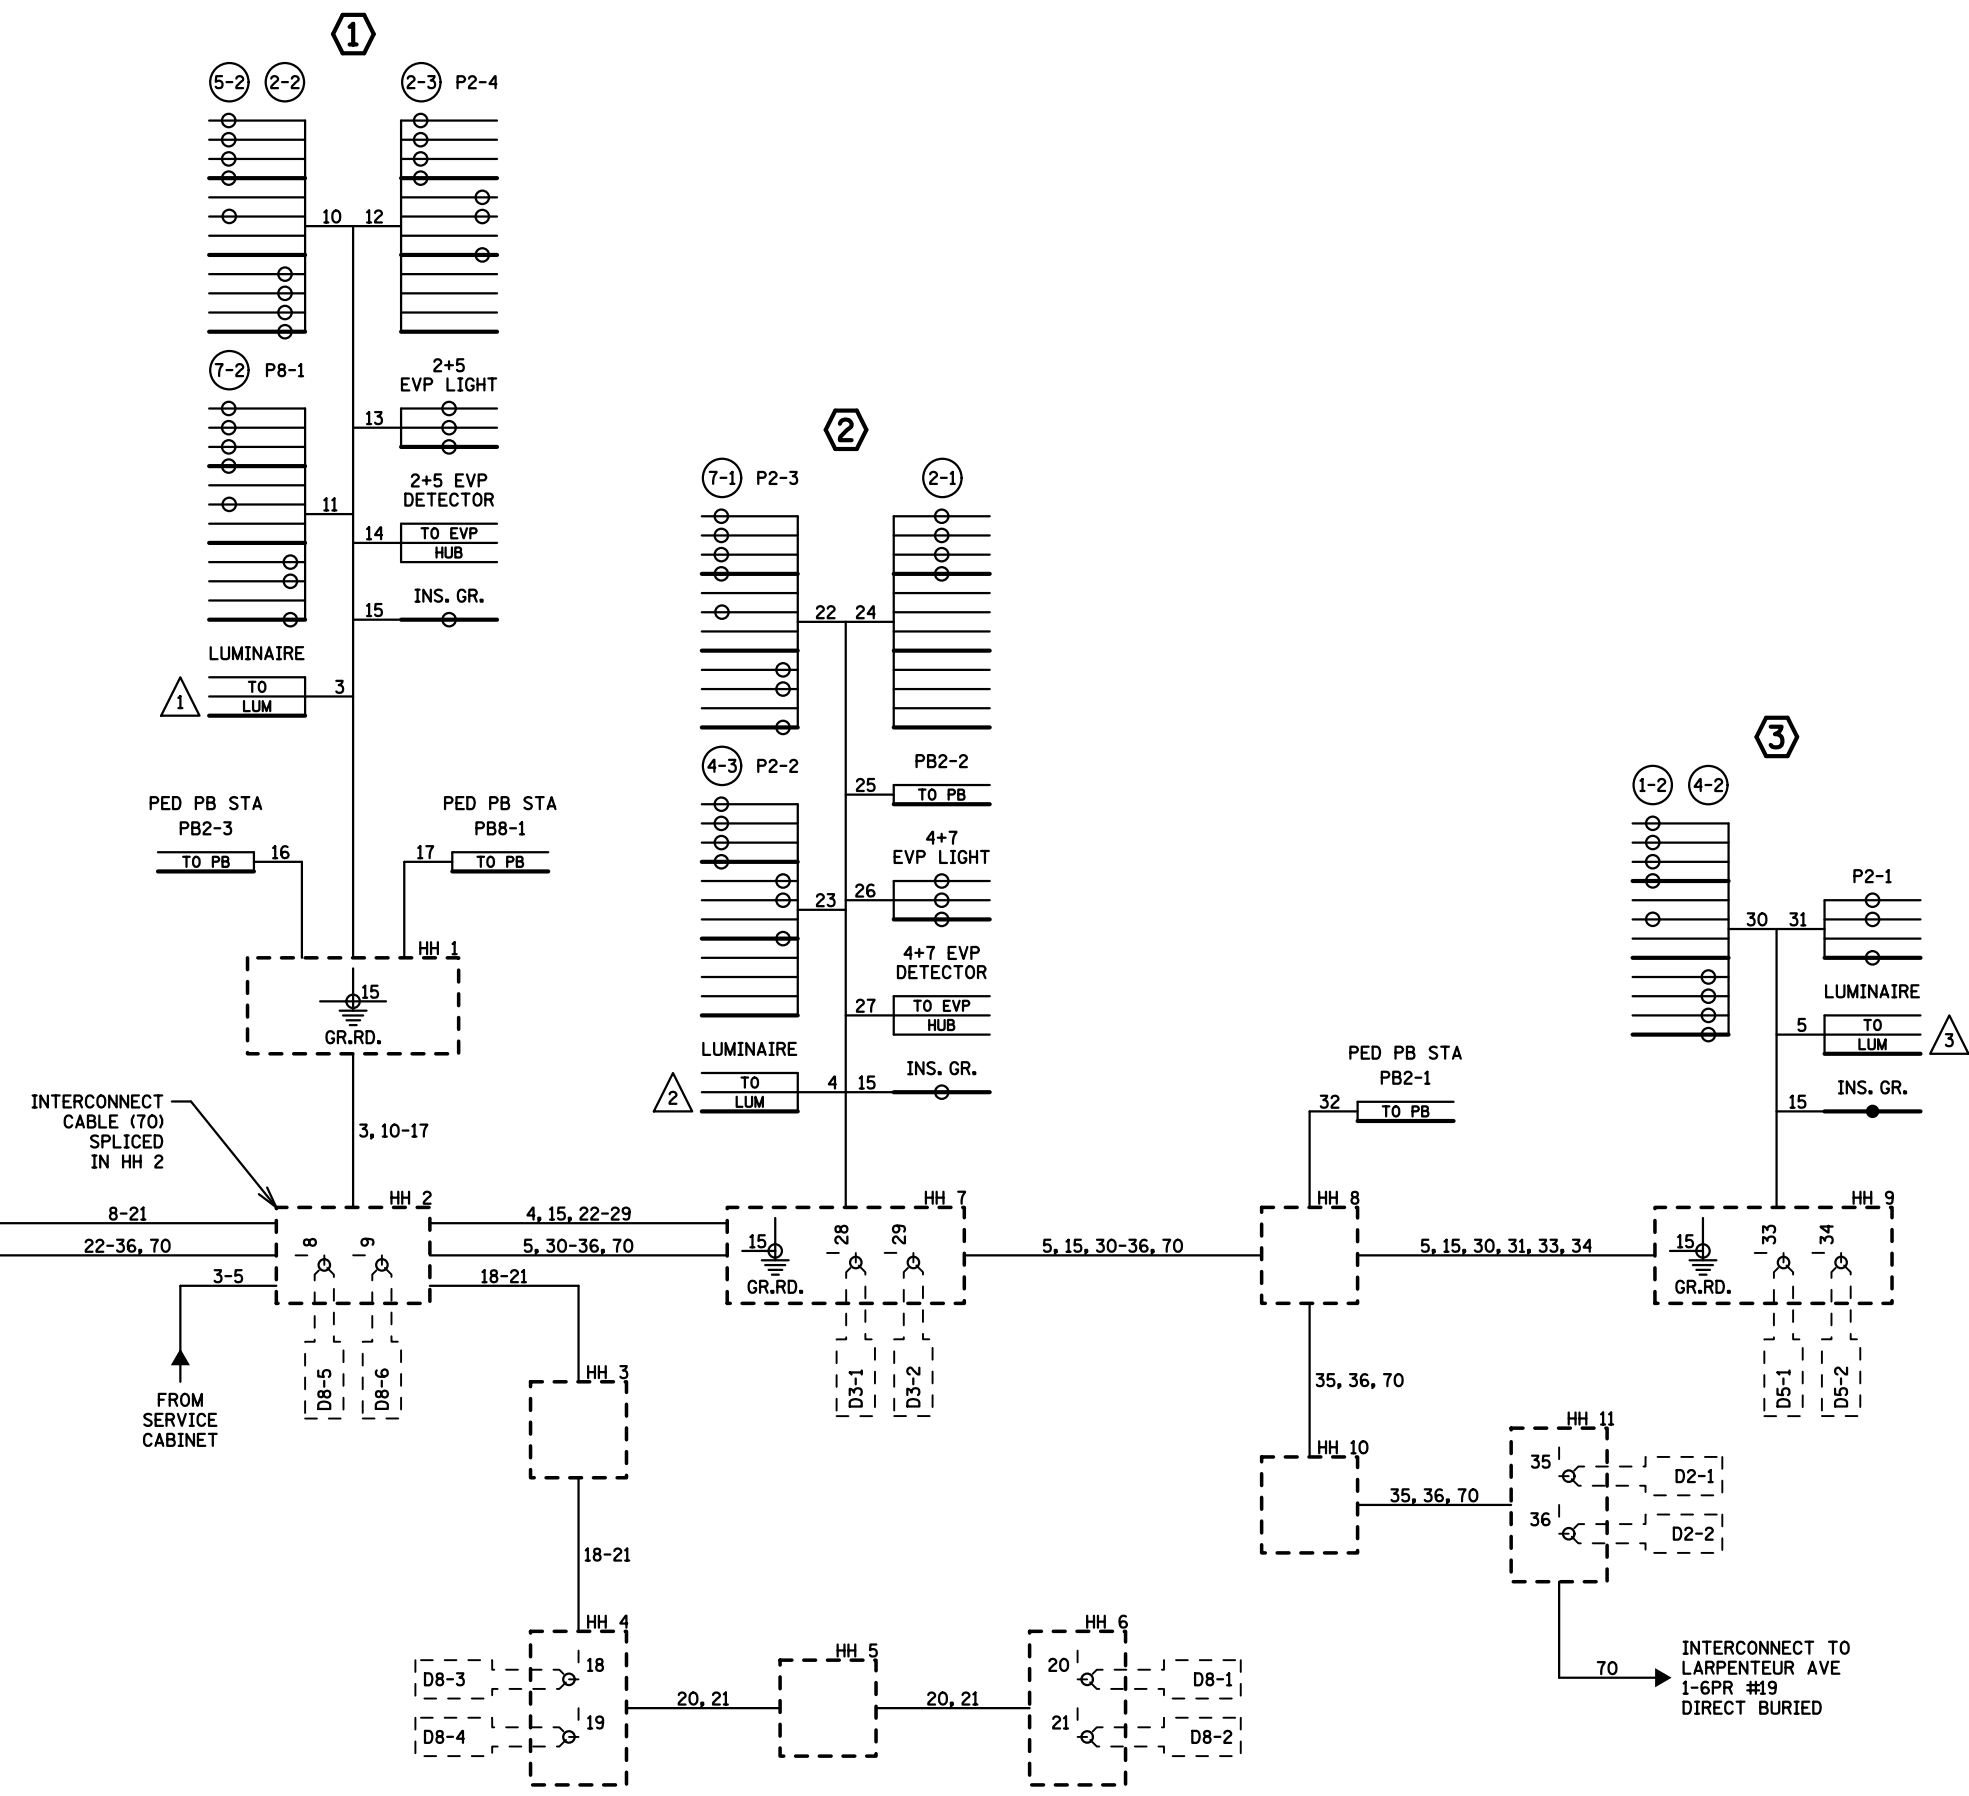 1
5-2 2-2 2-3 P2-4
10 12
7-2 P8-1
2+5
EVP LIGHT
13
11
2+5 EVP
DETECTOR
14 TO EVP
HUB
INS. GR.
15
LUMINAIRE
1 TO
LUM
3
PED PB STA
PB2-3
TO PB 16
PED PB STA
PB8-1
17 TO PB
HH 1
15
GR.RD.
3, 10-17
INTERCONNECT
CABLE (70)
SPLICED
IN HH 2
2
7-1 P2-3 2-1
22 24
4-3 P2-2
PB2-2
25 TO PB
4+7
EVP LIGHT
26
23
4+7 EVP
DETECTOR
27 TO EVP
HUB
LUMINAIRE
2 TO
LUM
4
INS. GR.
15
3
1-2 4-2
30 31
P2-1
LUMINAIRE
5 TO
LUM
3
INS. GR.
15
PED PB STA
PB2-1
32 TO PB
8-21
22-36, 70
3-5
FROM
SERVICE
CABINET
HH 2
8 9
D8-5 D8-6
4, 15, 22-29
5, 30-36, 70
18-21
HH 7
15
GR.RD.
28 29
D3-1 D3-2
5, 15, 30-36, 70
HH 8
5, 15, 30, 31, 33, 34
HH 9
15
GR.RD.
33 34
D5-1 D5-2
HH 3
18-21
35, 36, 70
HH 10
35, 36, 70
HH 11
35 D2-1
36 D2-2
HH 4
D8-3 18
D8-4 19
20, 21
HH 5
20, 21
HH 6
20 D8-1
21 D8-2
70
INTERCONNECT TO
LARPENTEUR AVE
1-6PR #19
DIRECT BURIED